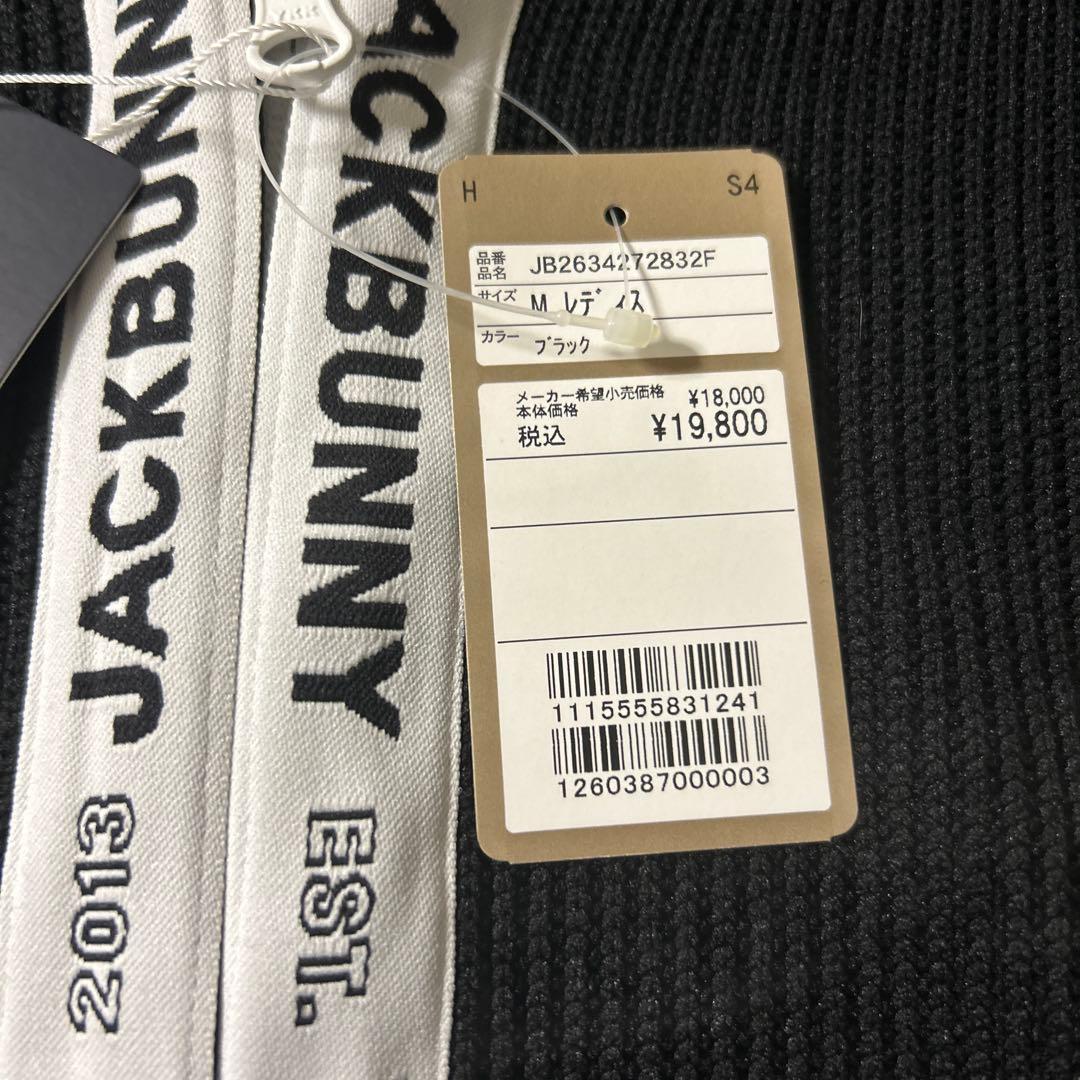 JACKBUNN
2013
ACKBUNNY
EST.
H
S4
品番
品名
JB2634272832F
サイズ
M レディス
カラー
ブラック
メーカー希望小売価格
本体価格
¥18,000
税込
¥19,800
1115555831241
1260387000003